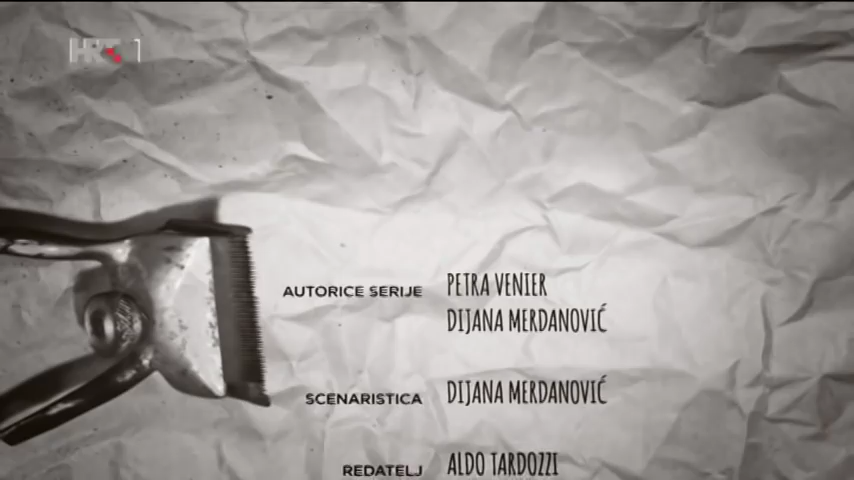 HRT 1
AUTORICE SERIJE PETRA VENIER
DIJANA MERDANOVIĆ
SCENARISTICA DIJANA MERDANOVIĆ
REDATELJ ALDO TARDOZZI